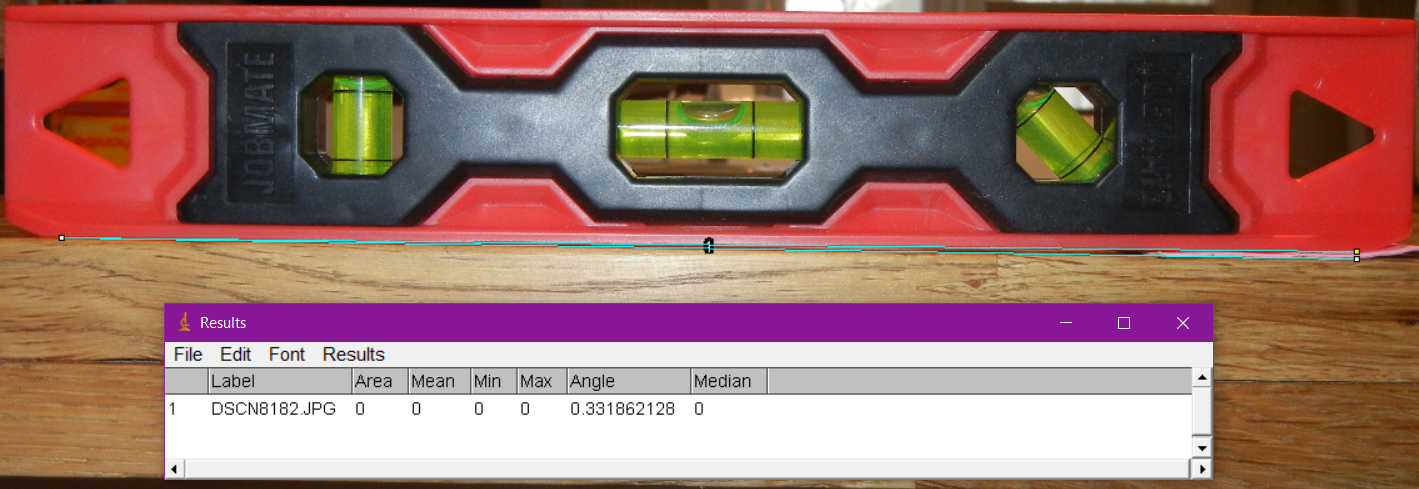 JOBMATE
1
Results
File Edit Font Results
Label Area Mean Min Max Angle Median
1 DSCN8182.JPG 0 0 0 0 0.331862128 0